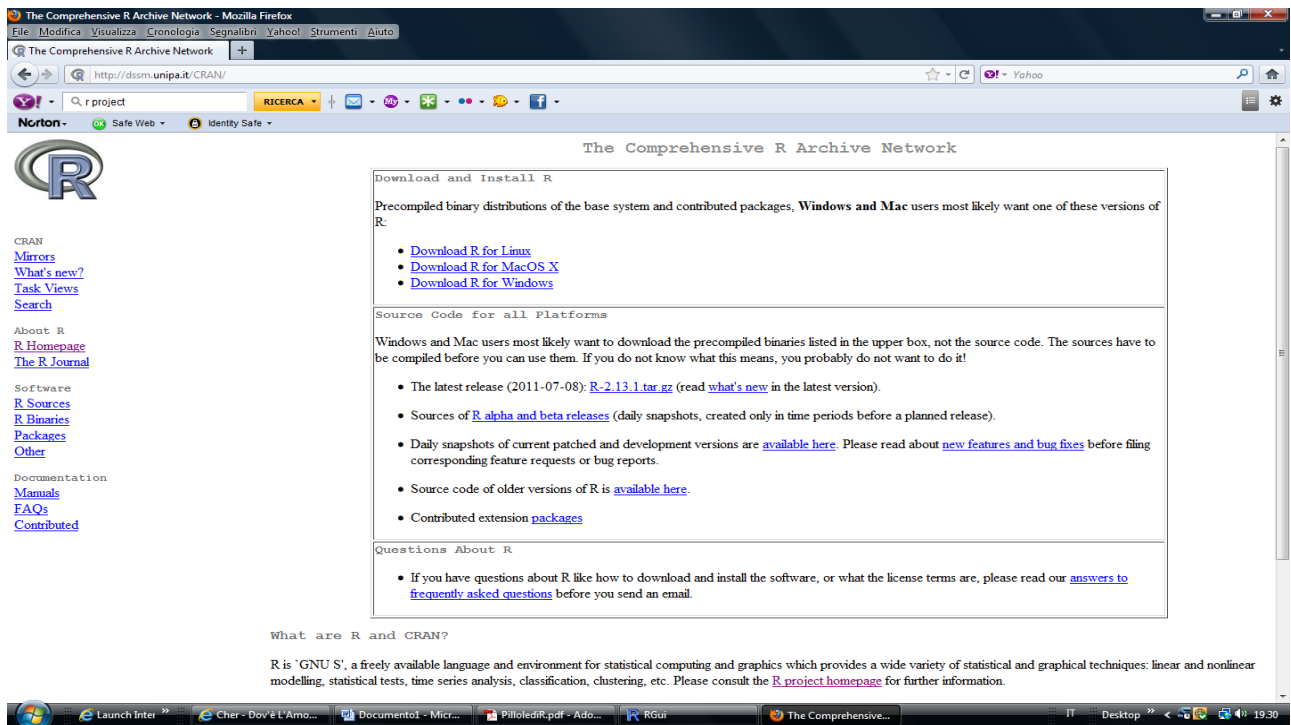 The Comprehensive R Archive Network - Mozilla Firefox
File Modifica Visualizza Cronologia Segnalibri Yahoo! Strumenti Aiuto
The Comprehensive R Archive Network +
http://dssm.unipa.it/CRAN/ Yahoo
Y! r project RICERCA My
Norton OK Safe Web Identity Safe
R
The Comprehensive R Archive Network
Download and Install R
Precompiled binary distributions of the base system and contributed packages, Windows and Mac users most likely want one of these versions of
R:
• Download R for Linux
• Download R for MacOS X
• Download R for Windows
Source Code for all Platforms
Windows and Mac users most likely want to download the precompiled binaries listed in the upper box, not the source code. The sources have to
be compiled before you can use them. If you do not know what this means, you probably do not want to do it!
• The latest release (2011-07-08): R-2.13.1.tar.gz (read what's new in the latest version).
• Sources of R alpha and beta releases (daily snapshots, created only in time periods before a planned release).
• Daily snapshots of current patched and development versions are available here. Please read about new features and bug fixes before filing
corresponding feature requests or bug reports.
• Source code of older versions of R is available here.
• Contributed extension packages
Questions About R
• If you have questions about R like how to download and install the software, or what the license terms are, please read our answers to
frequently asked questions before you send an email.
CRAN
Mirrors
What's new?
Task Views
Search
About R
R Homepage
The R Journal
Software
R Sources
R Binaries
Packages
Other
Documentation
Manuals
FAQs
Contributed
What are R and CRAN?
R is `GNU S', a freely available language and environment for statistical computing and graphics which provides a wide variety of statistical and graphical techniques: linear and nonlinear
modelling, statistical tests, time series analysis, classification, clustering, etc. Please consult the R project homepage for further information.
Launch Inter » Cher - Dov'è L'Amo... Documento1 - Micr... PillolediR.pdf - Ado... RGui The Comprehensive... IT Desktop » 19.30